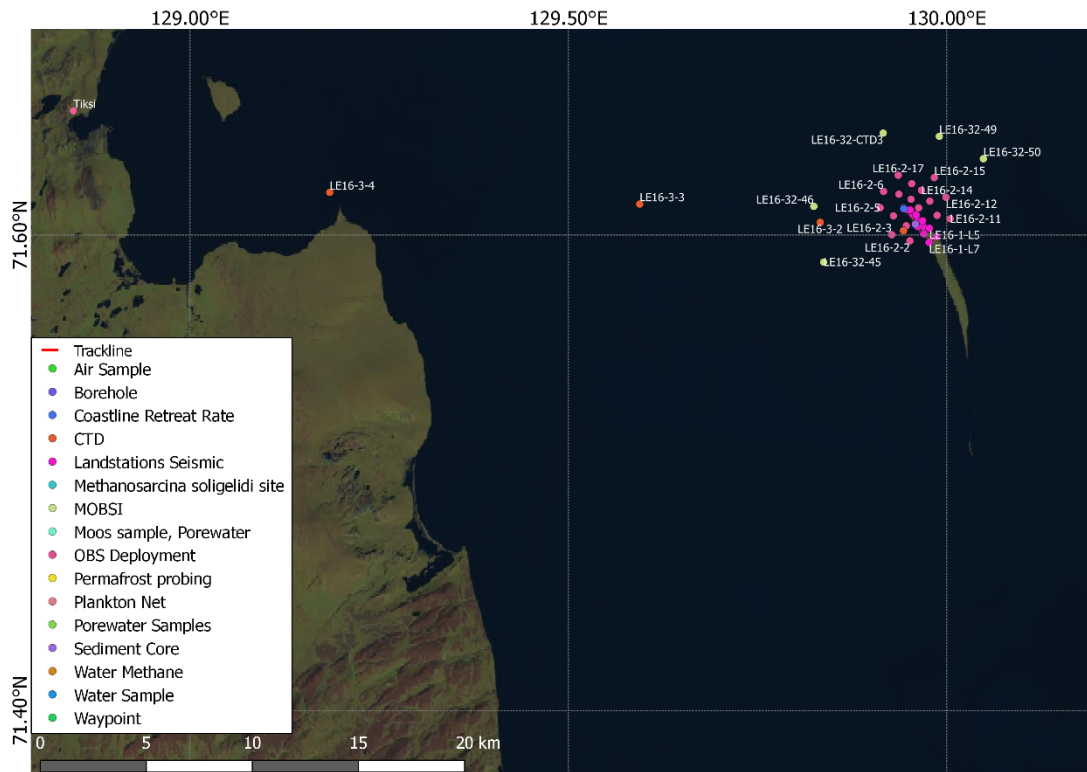 129.00°E
129.50°E
130.00°E
Tiksi
LE16-32-CTD3
LE16-32-49
LE16-32-50
LE16-2-17
LE16-2-15
LE16-3-4
LE16-2-6
LE16-2-14
LE16-3-3
LE16-32-46
LE16-2-5
LE16-2-12
LE16-3-2
LE16-2-3
LE16-2-11
71.60°N
LE16-1-L5
LE16-2-2
LE16-1-L7
LE16-32-45
Trackline
Air Sample
Borehole
Coastline Retreat Rate
CTD
Landstations Seismic
Methanosarcina soligelidi site
MOBSI
Moos sample, Porewater
OBS Deployment
Permafrost probing
Plankton Net
Porewater Samples
Sediment Core
Water Methane
Water Sample
Waypoint
71.40°N
0 5 10 15 20 km